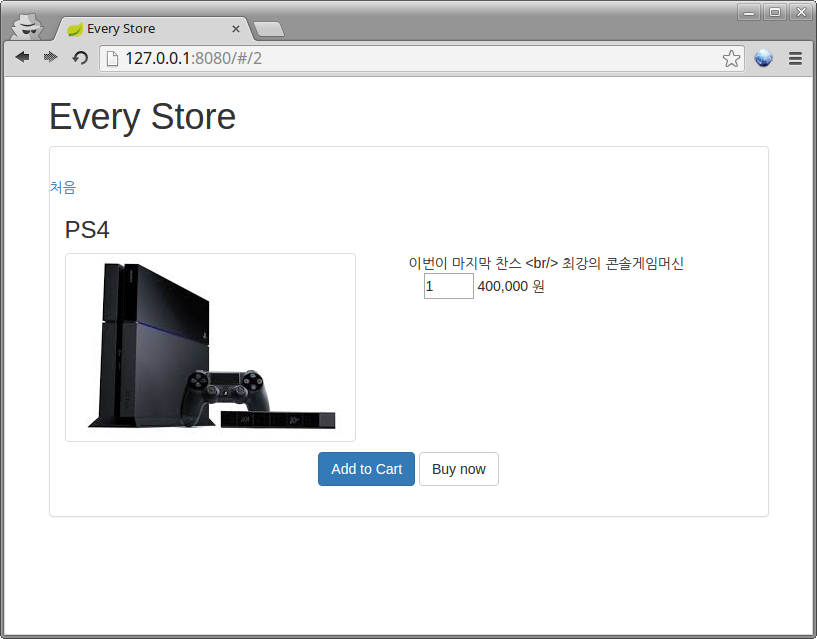 Every Store
127.0.0.1:8080/#/2
Every Store
처음
PS4
이번이 마지막 찬스 <br/> 최강의 콘솔게임머신
1 400,000 원
Add to Cart Buy now